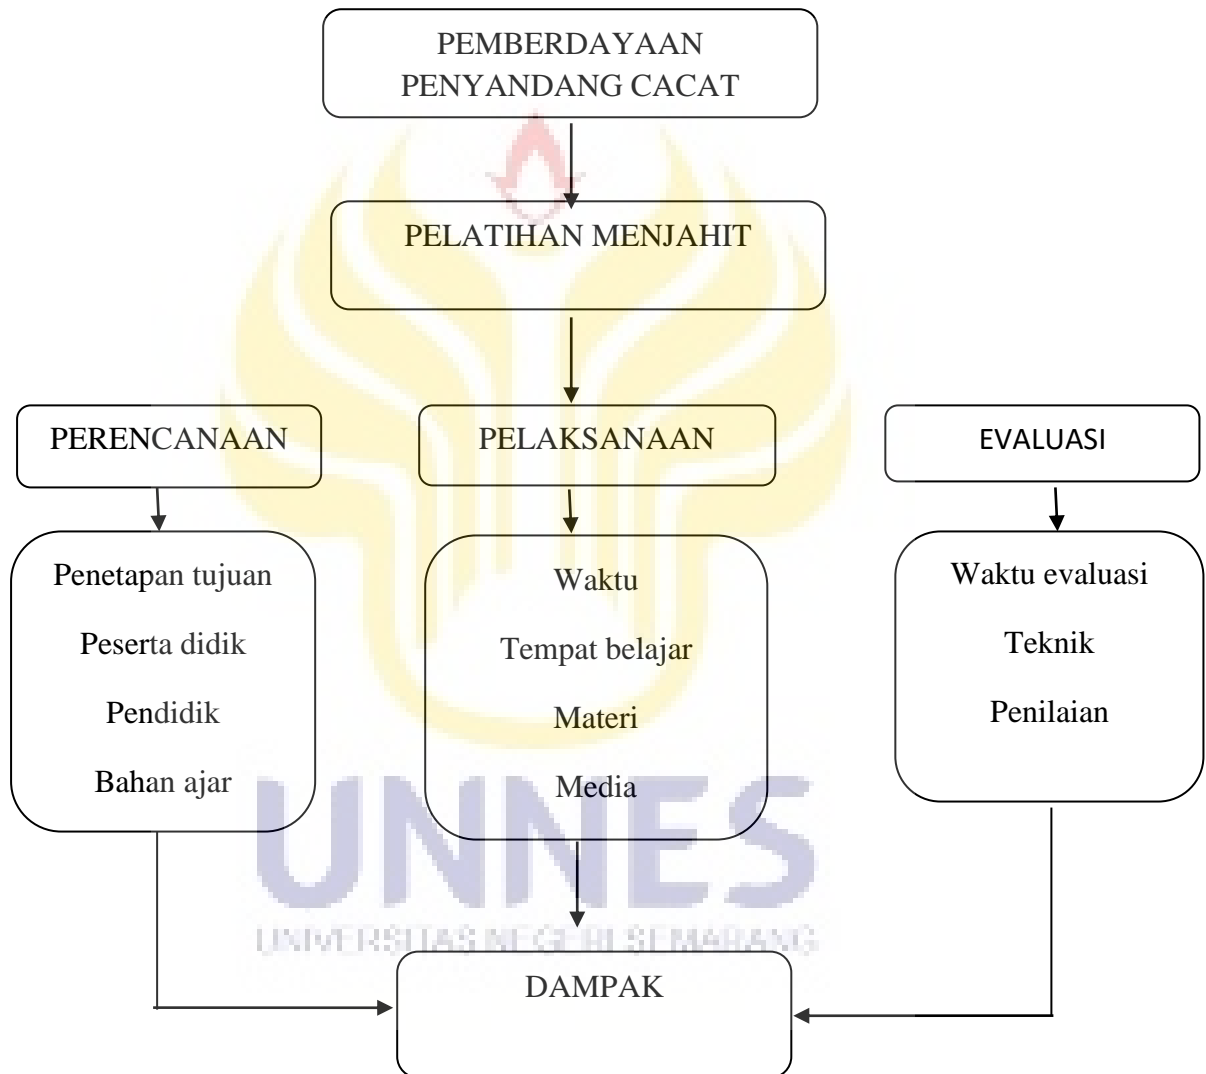 PEMBERDAYAAN
PENYANDANG CACAT
PELATIHAN MENJAHIT
PERENCANAAN
PELAKSANAAN
EVALUASI
Penetapan tujuan
Peserta didik
Pendidik
Bahan ajar
Waktu
Tempat belajar
Materi
Media
Waktu evaluasi
Teknik
Penilaian
UNNES
UNIVERSITAS NEGERI SEMARANG
DAMPAK